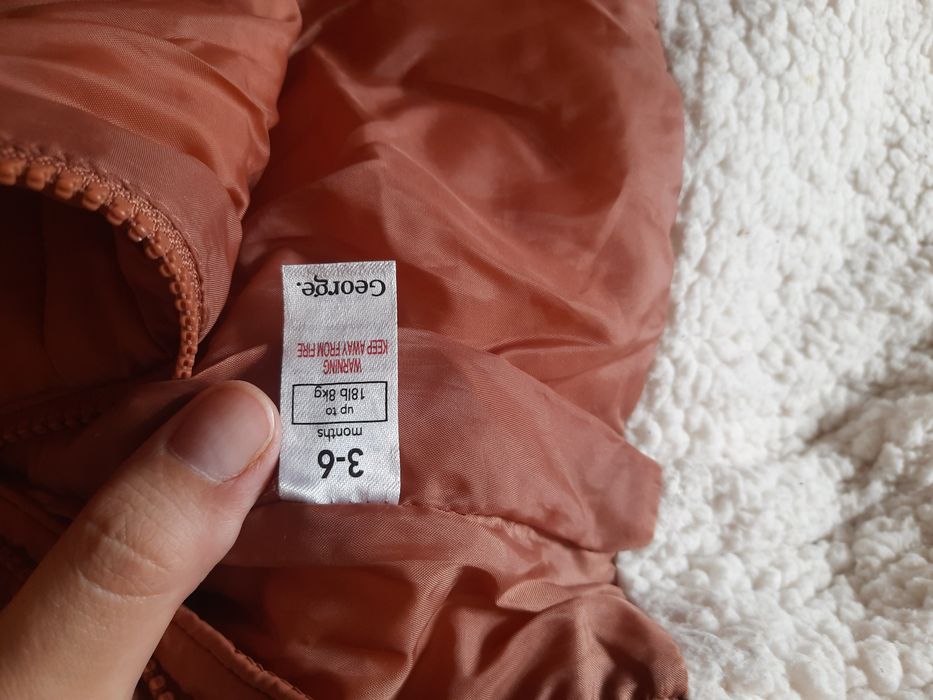 3-6
months
up to
18lb 8kg
WARNING
KEEP AWAY FROM FIRE
George.